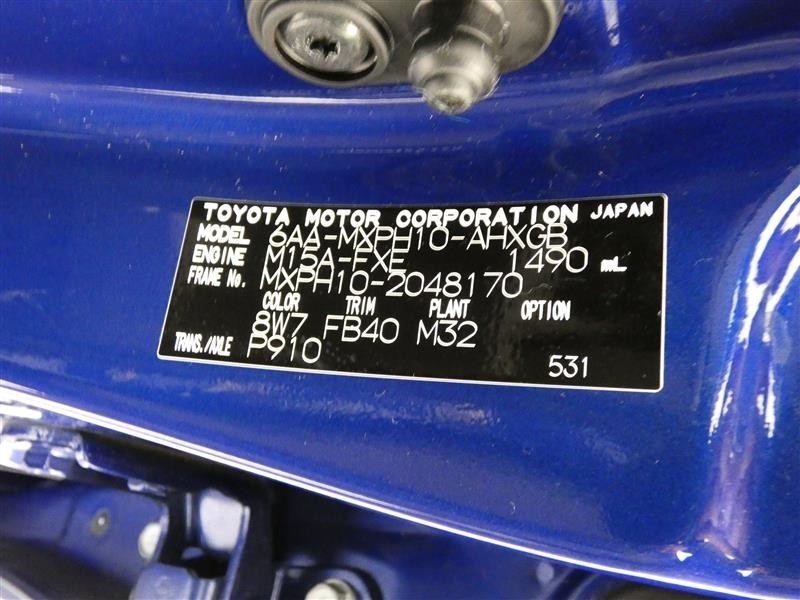 TOYOTA MOTOR CORPORATION JAPAN
MODEL 6AA-MXPH10-AHXGB
ENGINE M15A-FXE 1490 mL
FRAME No. MXPH10-2048170
COLOR TRIM PLANT OPTION
8W7 FB40 M32
TRANS./AXLE P910
531